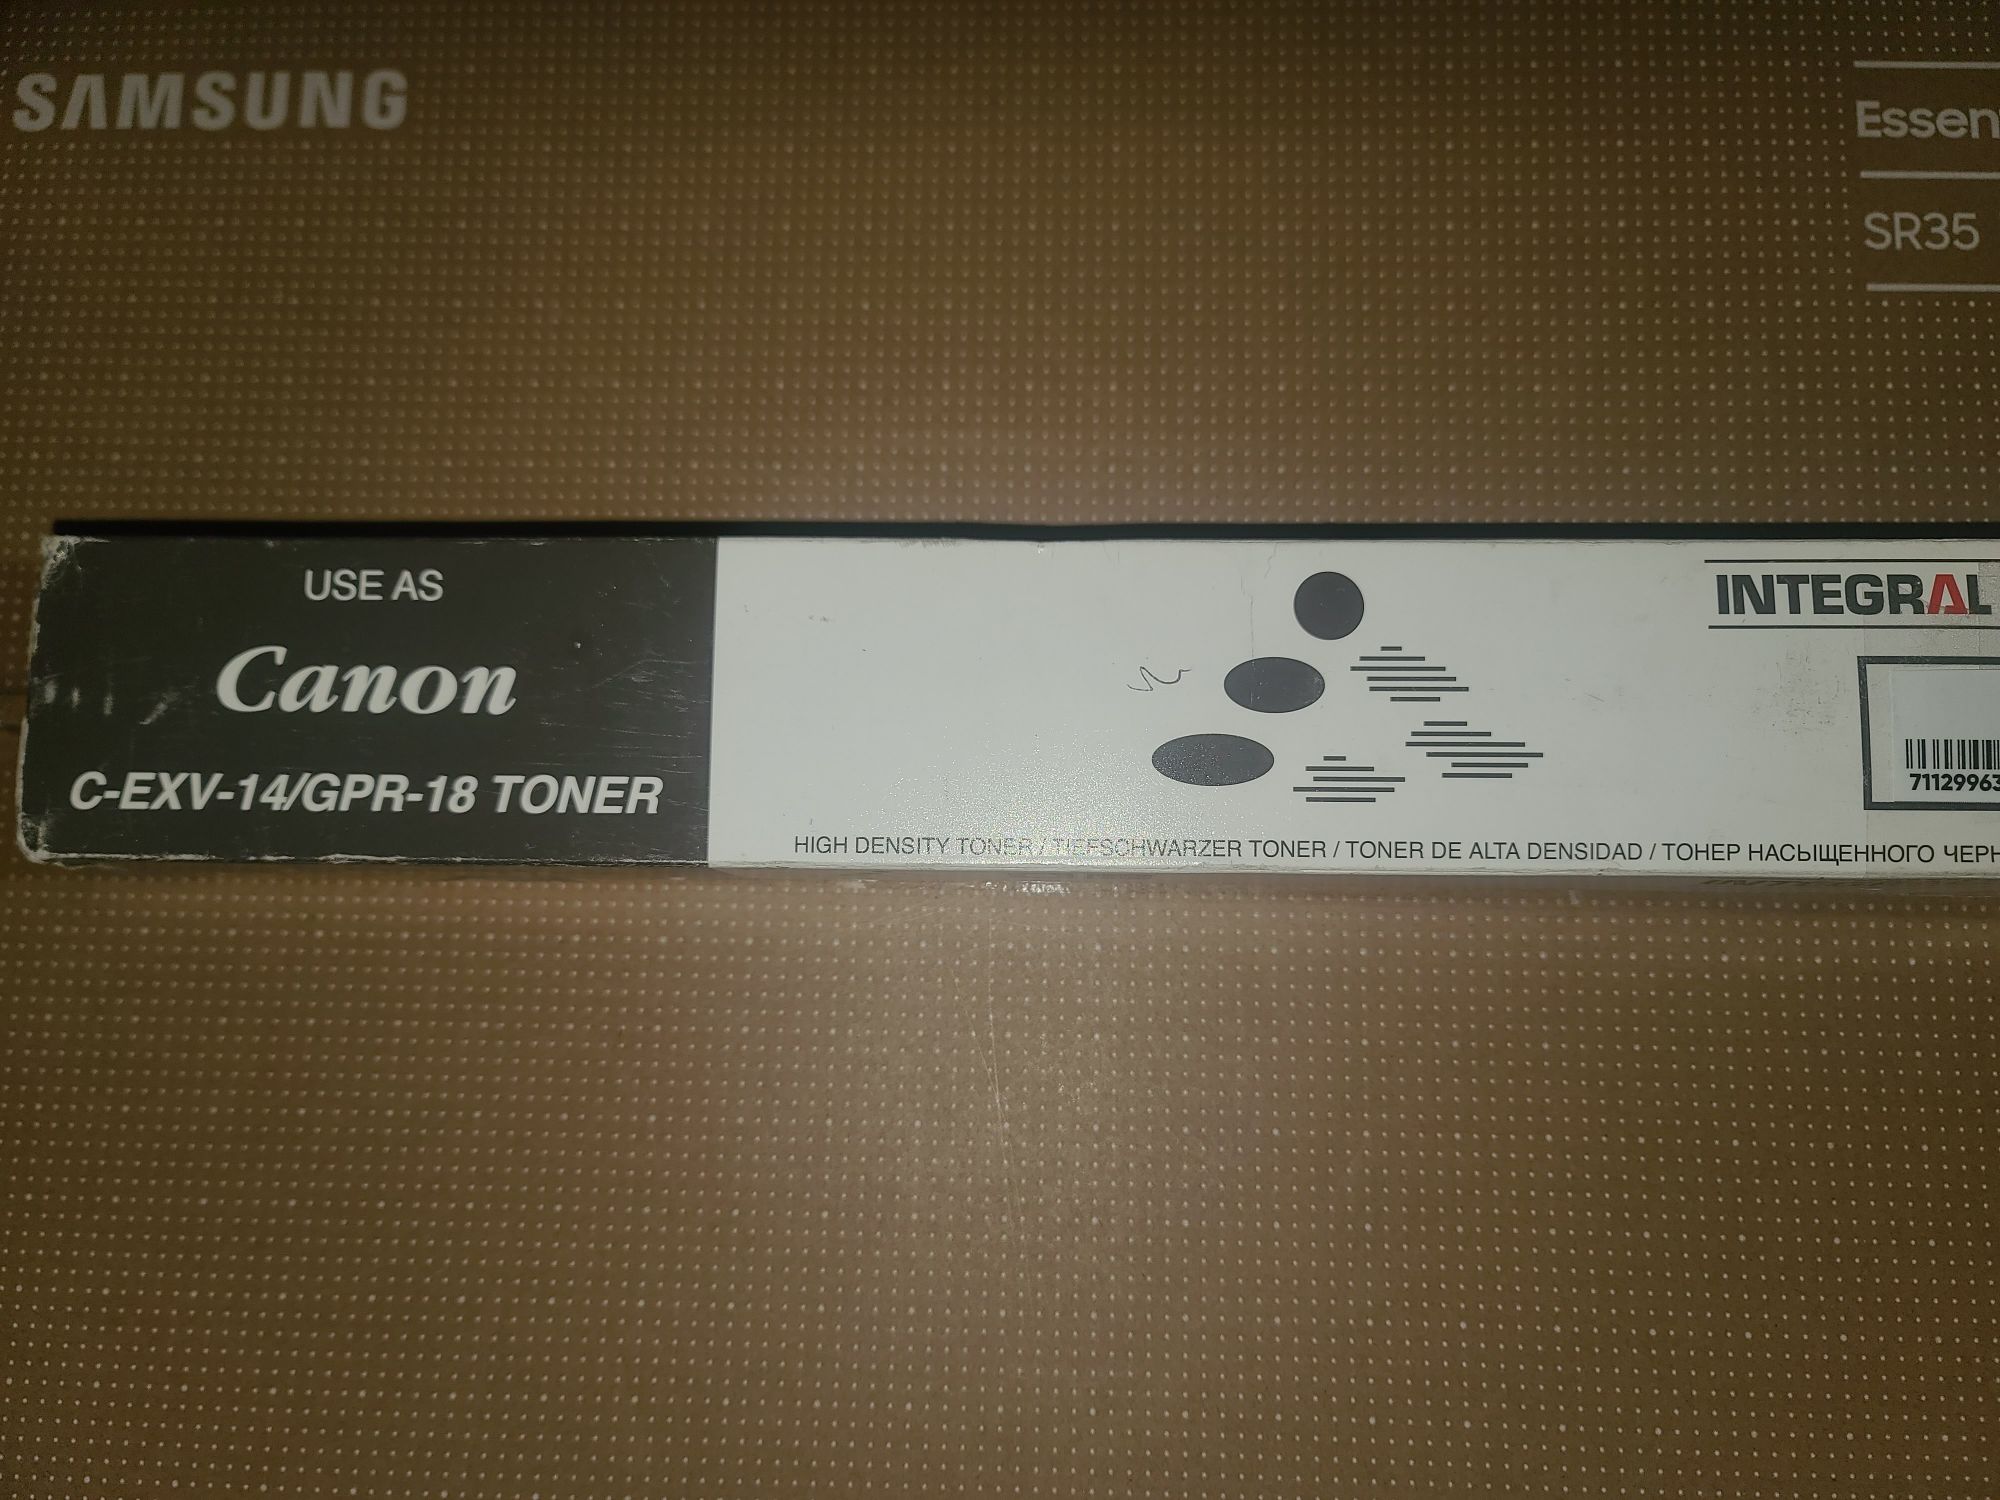 SAMSUNG
Essen
SR35
USE AS
Canon
C-EXV-14/GPR-18 TONER
INTEGRAL
71129963
HIGH DENSITY TONER / TIEFSCHWARZER TONER / TONER DE ALTA DENSIDAD / ТОНЕР НАСЫЩЕННОГО ЧЕРН